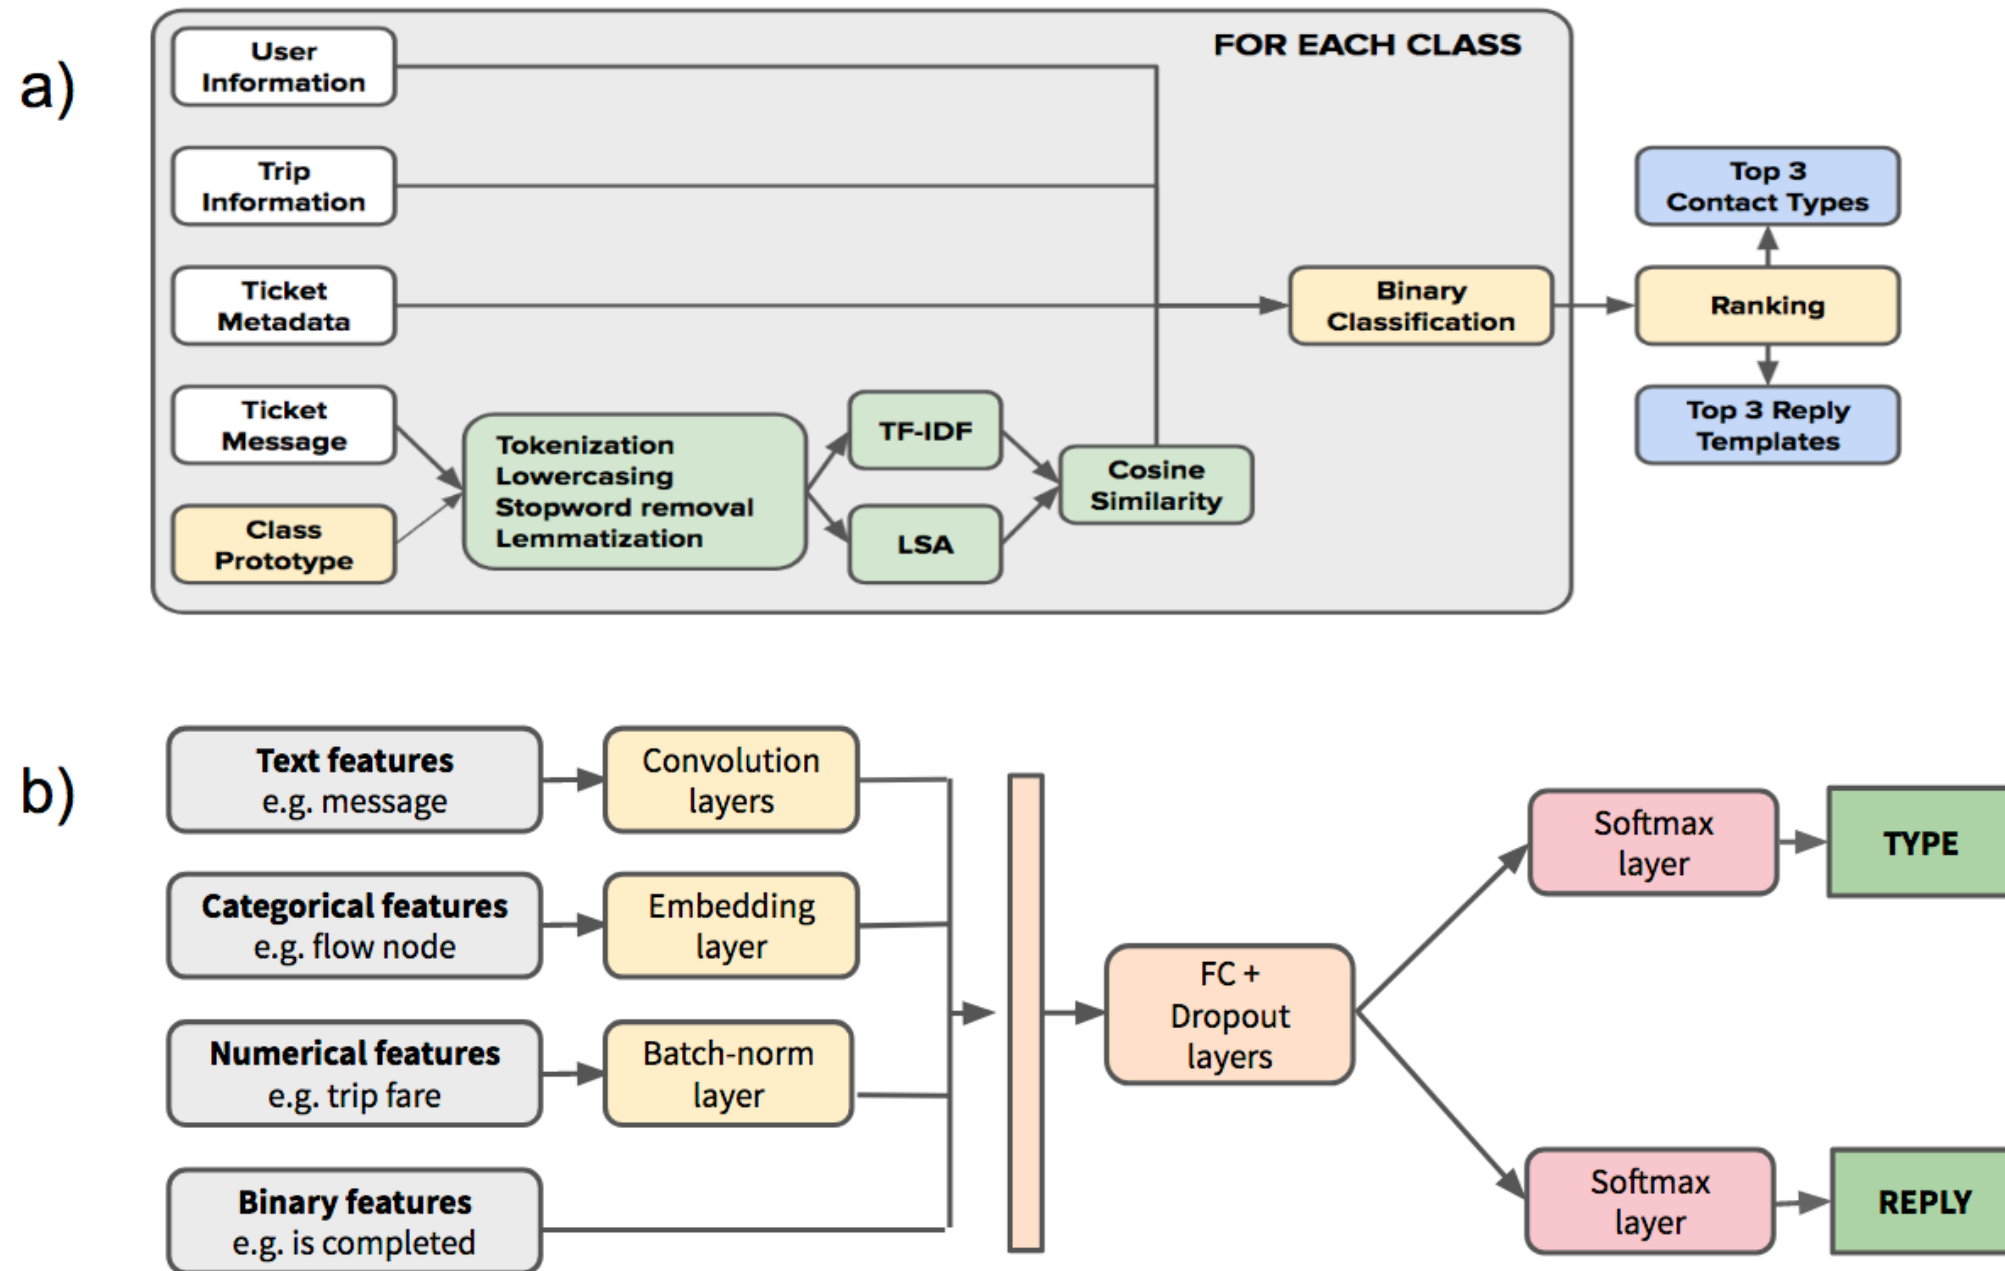 a)
FOR EACH CLASS
User
Information
Trip
Information
Ticket
Metadata
Ticket
Message
Class
Prototype
Tokenization
Lowercasing
Stopword removal
Lemmatization
TF-IDF
LSA
Cosine
Similarity
Binary
Classification
Ranking
Top 3
Contact Types
Top 3 Reply
Templates
b)
Text features
e.g. message
Convolution
layers
Categorical features
e.g. flow node
Embedding
layer
Numerical features
e.g. trip fare
Batch-norm
layer
Binary features
e.g. is completed
FC +
Dropout
layers
Softmax
layer
TYPE
Softmax
layer
REPLY